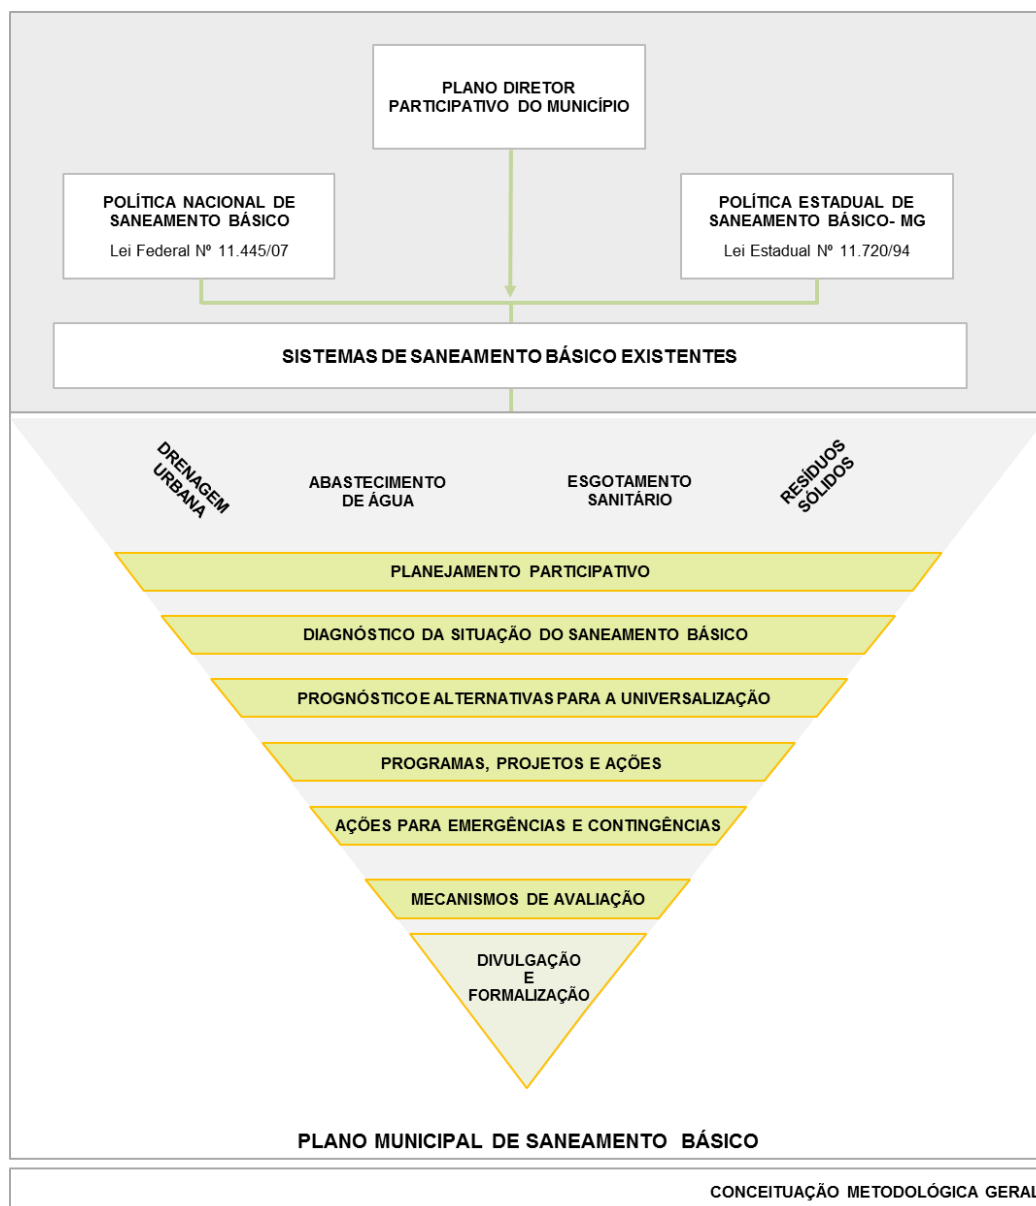 PLANO DIRETOR
PARTICIPATIVO DO MUNICÍPIO
POLÍTICA NACIONAL DE
SANEAMENTO BÁSICO
Lei Federal Nº 11.445/07
POLÍTICA ESTADUAL DE
SANEAMENTO BÁSICO- MG
Lei Estadual Nº 11.720/94
SISTEMAS DE SANEAMENTO BÁSICO EXISTENTES
DRENAGEM
URBANA
ABASTECIMENTO
DE ÁGUA
ESGOTAMENTO
SANITÁRIO
RESÍDUOS
SÓLIDOS
PLANEJAMENTO PARTICIPATIVO
DIAGNÓSTICO DA SITUAÇÃO DO SANEAMENTO BÁSICO
PROGNÓSTICO E ALTERNATIVAS PARA A UNIVERSALIZAÇÃO
PROGRAMAS, PROJETOS E AÇÕES
AÇÕES PARA EMERGÊNCIAS E CONTINGÊNCIAS
MECANISMOS DE AVALIAÇÃO
DIVULGAÇÃO
E
FORMALIZAÇÃO
PLANO MUNICIPAL DE SANEAMENTO BÁSICO
CONCEITUAÇÃO METODOLÓGICA GERAL